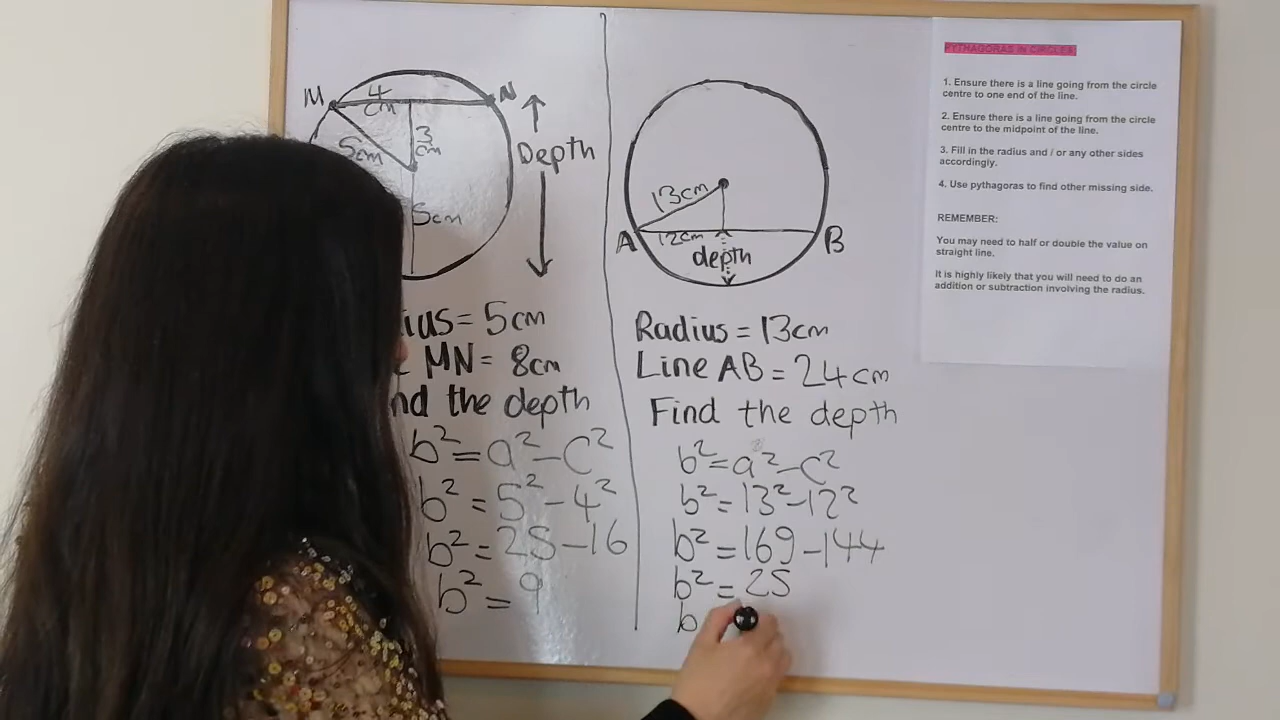 M
4
cm
N
5cm
3
cm
Depth
5cm
ius = 5cm
MN = 8cm
nd the depth
b² = a² - c²
b² = 5² - 4²
b² = 25 - 16
b² = 9
13cm
A
12cm
B
depth
Radius = 13cm
Line AB = 24cm
Find the depth
b² = a² - c²
b² = 13² - 12²
b² = 169 - 144
b² = 25
b
PYTHAGORAS IN CIRCLES:
1. Ensure there is a line going from the circle
centre to one end of the line.
2. Ensure there is a line going from the circle
centre to the midpoint of the line.
3. Fill in the radius and / or any other sides
accordingly.
4. Use pythagoras to find other missing side.
REMEMBER:
You may need to half or double the value on
straight line.
It is highly likely that you will need to do an
addition or subtraction involving the radius.